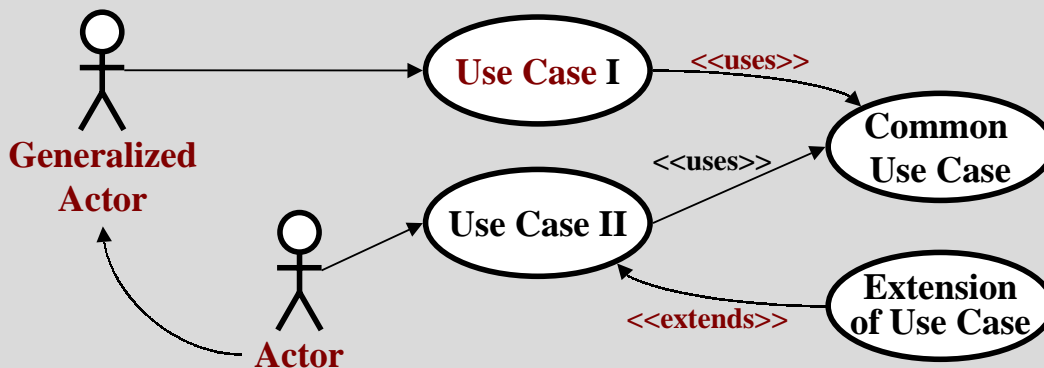 Use Case I
<<uses>>
Generalized
Actor
Common
Use Case
<<uses>>
Use Case II
Extension
of Use Case
<<extends>>
Actor